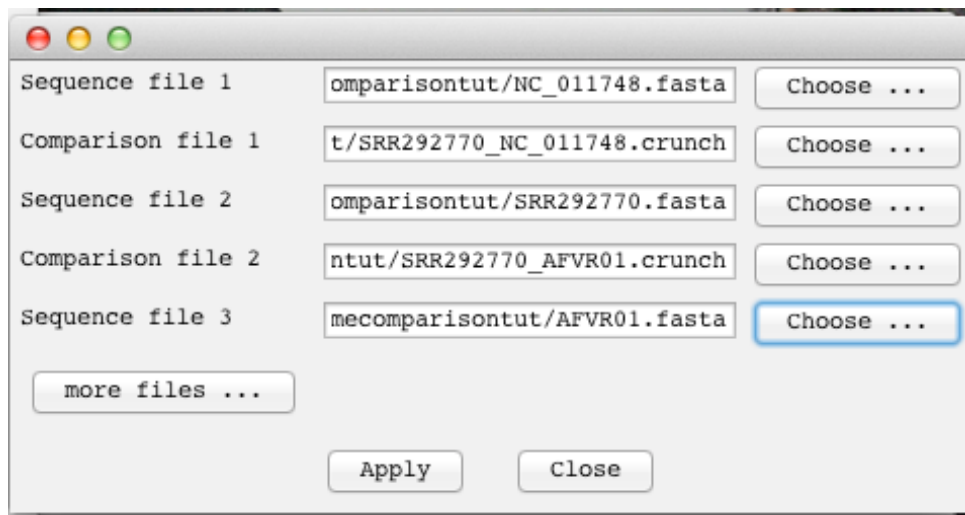 Sequence file 1 omparisontut/NC_011748.fasta Choose ...
Comparison file 1 t/SRR292770_NC_011748.crunch Choose ...
Sequence file 2 omparisontut/SRR292770.fasta Choose ...
Comparison file 2 ntut/SRR292770_AFVR01.crunch Choose ...
Sequence file 3 mecomparisontut/AFVR01.fasta Choose ...
more files ...
Apply Close